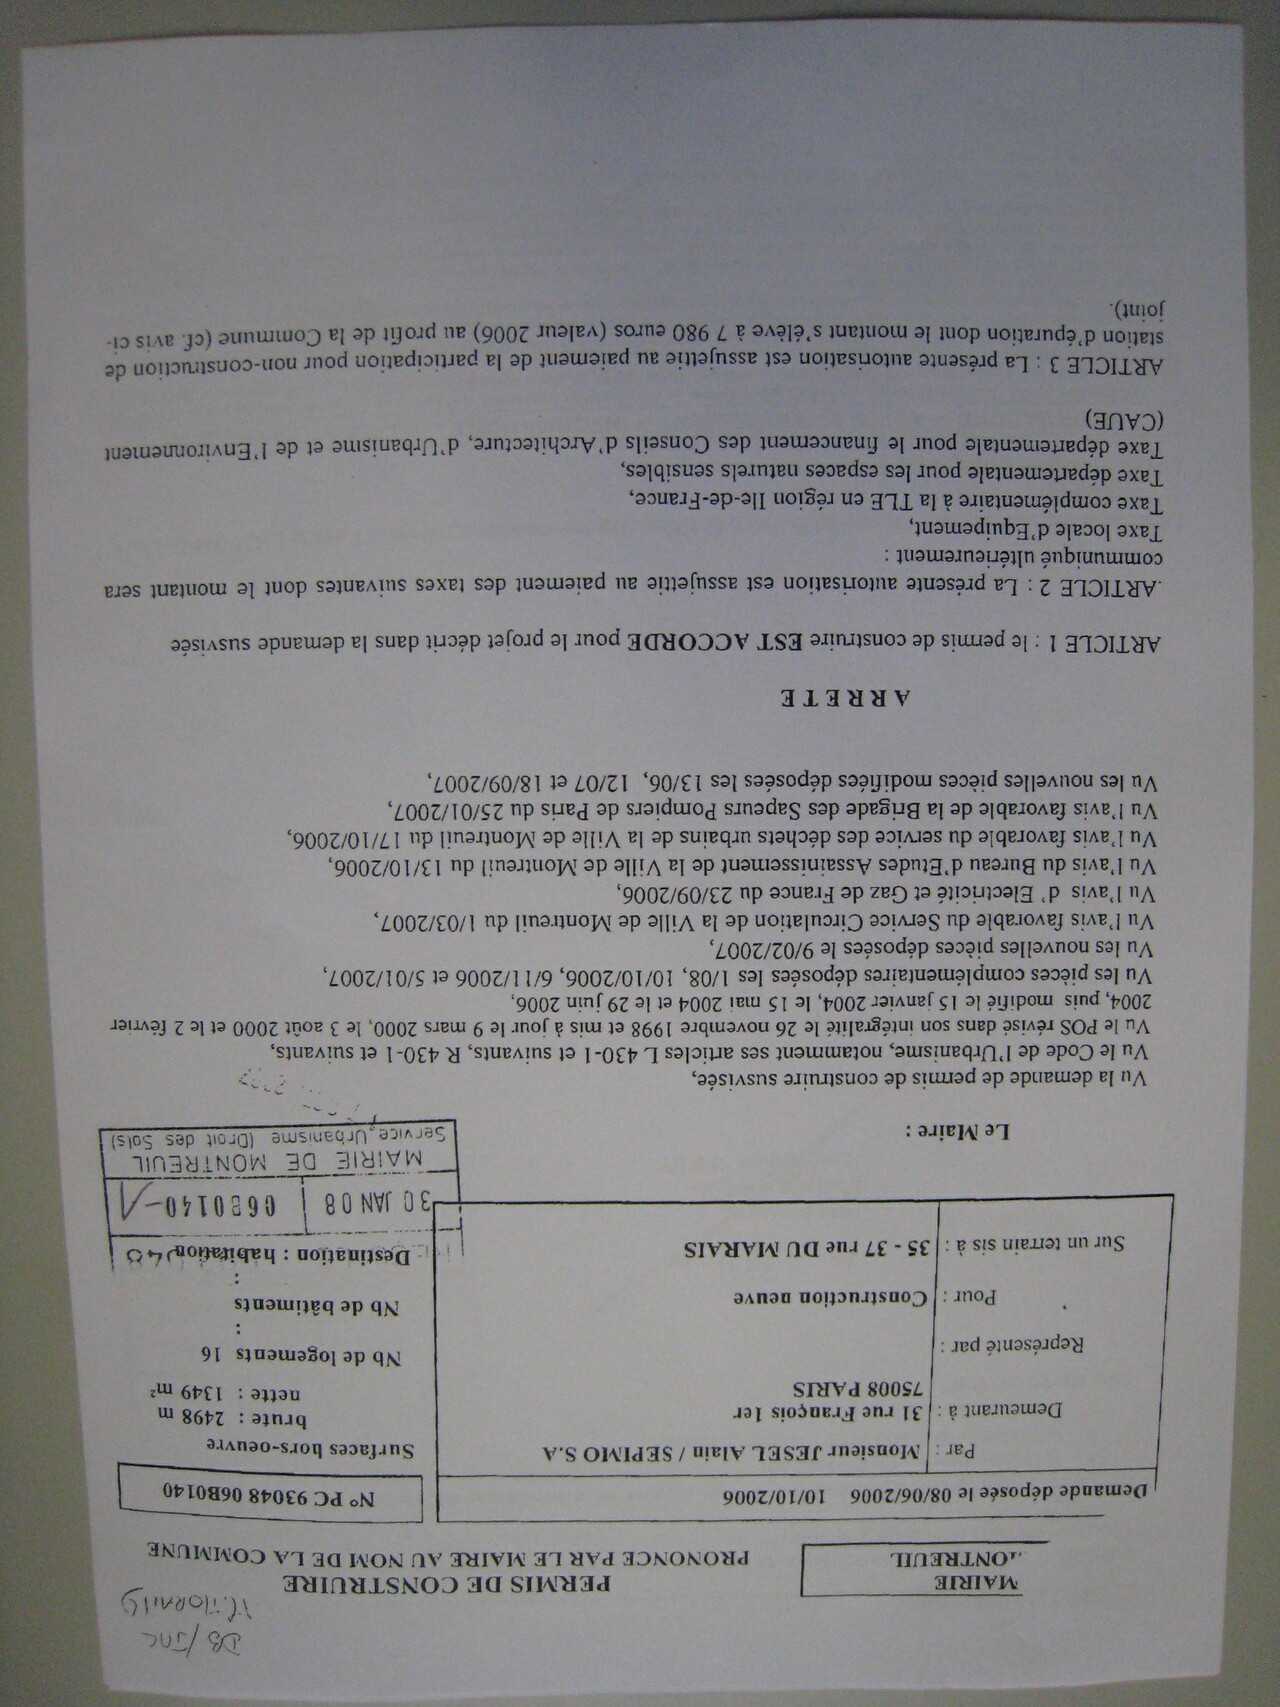 DB/JNC
MAIRIE
MONTREUIL
PERMIS DE CONSTRUIRE
PRONONCE PAR LE MAIRE AU NOM DE LA COMMUNE
Demande déposée le 08/06/2006 10/10/2006
N° PC 93048 06B0140
Par : Monsieur JESEL Alain / SEPIMO S.A
Demeurant à : 31 rue François 1er
75008 PARIS
Représenté par :
Pour : Construction neuve
Sur un terrain sis à : 35 - 37 rue DU MARAIS
Surfaces hors-oeuvre
brute : 2498 m
nette : 1349 m²
Nb de logements 16
:
Nb de bâtiments
:
Destination : habitation
30 JAN 08 06B0140-1
MAIRIE DE MONTREUIL
Service Urbanisme (Droit des Sols)
Le Maire :
Vu la demande de permis de construire susvisée,
Vu le Code de l'Urbanisme, notamment ses articles L 430-1 et suivants, R 430-1 et suivants,
Vu le POS révisé dans son intégralité le 26 novembre 1998 et mis à jour le 9 mars 2000, le 3 août 2000 et le 2 février
2004, puis modifié le 15 janvier 2004, le 15 mai 2004 et le 29 juin 2006,
Vu les pièces complémentaires déposées les 1/08, 10/10/2006, 6/11/2006 et 5/01/2007,
Vu les nouvelles pièces déposées le 9/02/2007,
Vu l'avis favorable du Service Circulation de la Ville de Montreuil du 1/03/2007,
Vu l'avis d' Electricité et Gaz de France du 23/09/2006,
Vu l'avis du Bureau d'Etudes Assainissement de la Ville de Montreuil du 13/10/2006,
Vu l'avis favorable du service des déchets urbains de la Ville de Montreuil du 17/10/2006,
Vu l'avis favorable de la Brigade des Sapeurs Pompiers de Paris du 25/01/2007,
Vu les nouvelles pièces modifiées déposées les 13/06, 12/07 et 18/09/2007,
A R R E T E
ARTICLE 1 : le permis de construire EST ACCORDE pour le projet décrit dans la demande susvisée
.ARTICLE 2 : La présente autorisation est assujettie au paiement des taxes suivantes dont le montant sera
communiqué ultérieurement :
Taxe locale d'Equipement,
Taxe complémentaire à la TLE en région Ile-de-France,
Taxe départementale pour les espaces naturels sensibles,
Taxe départementale pour le financement des Conseils d'Architecture, d'Urbanisme et de l'Environnement
(CAUE)
ARTICLE 3 : La présente autorisation est assujettie au paiement de la participation pour non-construction de
station d'épuration dont le montant s'élève à 7 980 euros (valeur 2006) au profit de la Commune (cf. avis ci-
joint).